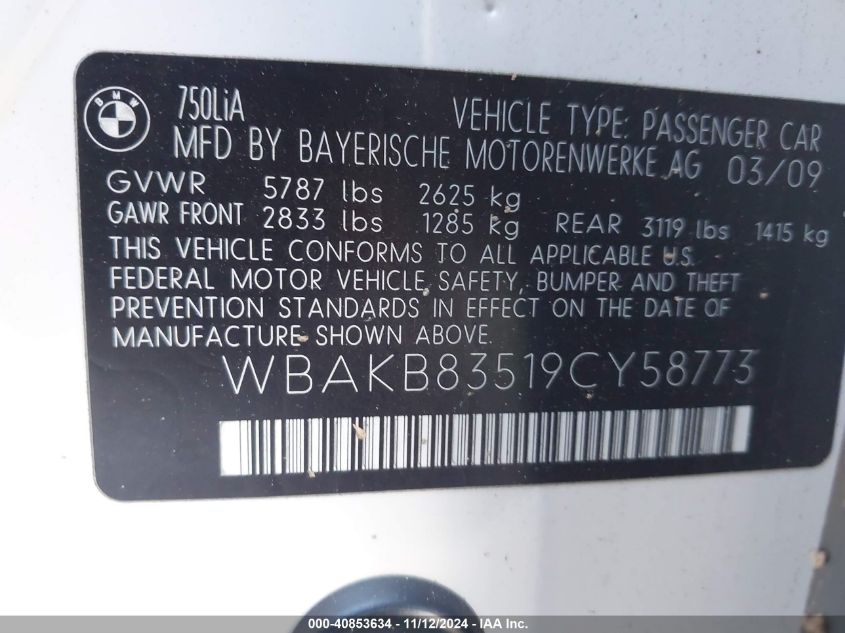 BMW
750LiA
VEHICLE TYPE: PASSENGER CAR
MFD BY BAYERISCHE MOTORENWERKE AG 03/09
GVWR 5787 lbs 2625 kg
GAWR FRONT 2833 lbs 1285 kg REAR 3119 lbs 1415 kg
THIS VEHICLE CONFORMS TO ALL APPLICABLE U.S.
FEDERAL MOTOR VEHICLE SAFETY, BUMPER AND THEFT
PREVENTION STANDARDS IN EFFECT ON THE DATE OF
MANUFACTURE SHOWN ABOVE.
WBAKB83519CY58773
000-40853634 - 11/12/2024 - IAA Inc.